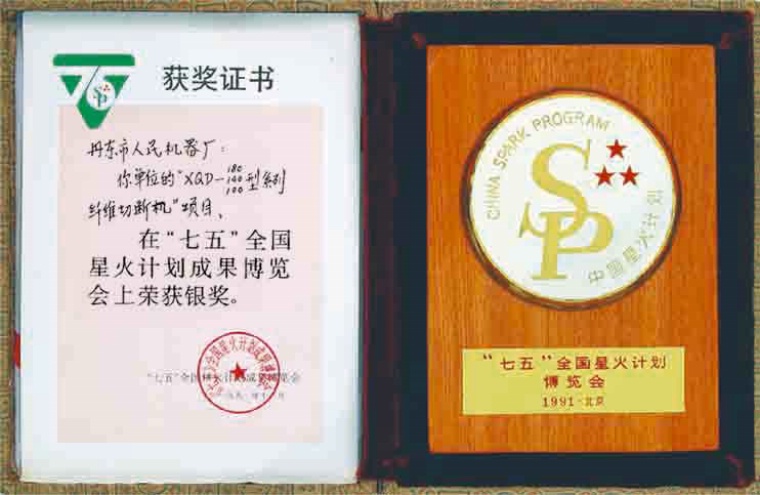 获奖证书
丹东市人民机器厂：
你单位的"XQD-180 140 100型系列
纤维切断机"项目、
在"七五"全国
星火计划成果博览
会上荣获银奖。
CHINA SPARK PROGRAM
SP
中国星火计划
"七五"全国星火计划
博览会
1991·北京